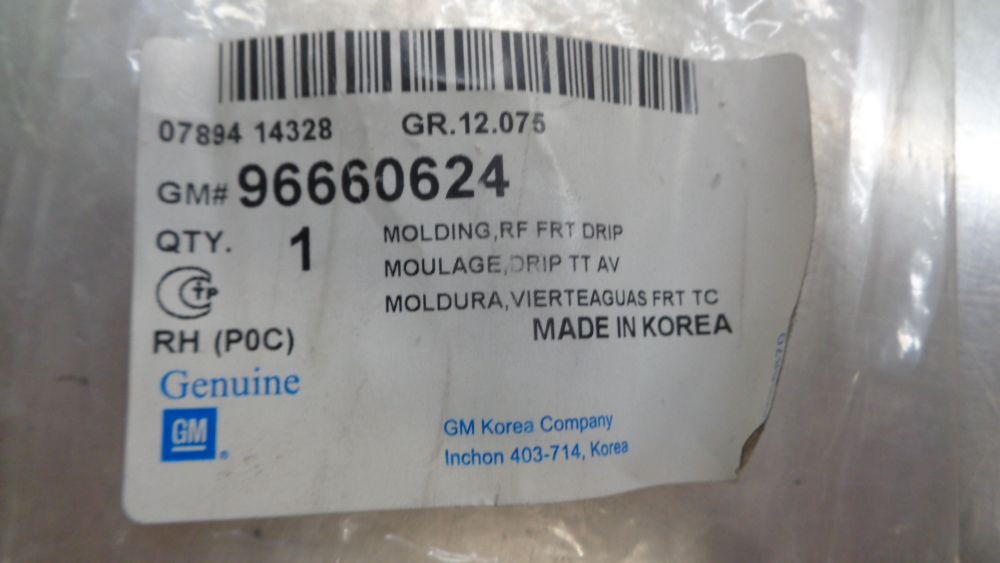 07894 14328 GR.12.075
GM# 96660624
QTY. 1
MOLDING,RF FRT DRIP
MOULAGE,DRIP TT AV
MOLDURA,VIERTEAGUAS FRT TC
MADE IN KOREA
RH (P0C)
Genuine
GM
GM Korea Company
Inchon 403-714, Korea